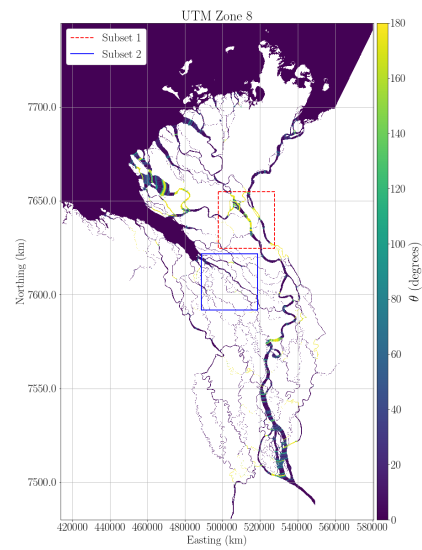 UTM Zone 8
Subset 1
Subset 2
7700.0
7650.0
7600.0
7550.0
7500.0
Northing (km)
420000 440000 460000 480000 500000 520000 540000 560000 580000
Easting (km)
180
160
140
120
100
80
60
40
20
0
θ (degrees)